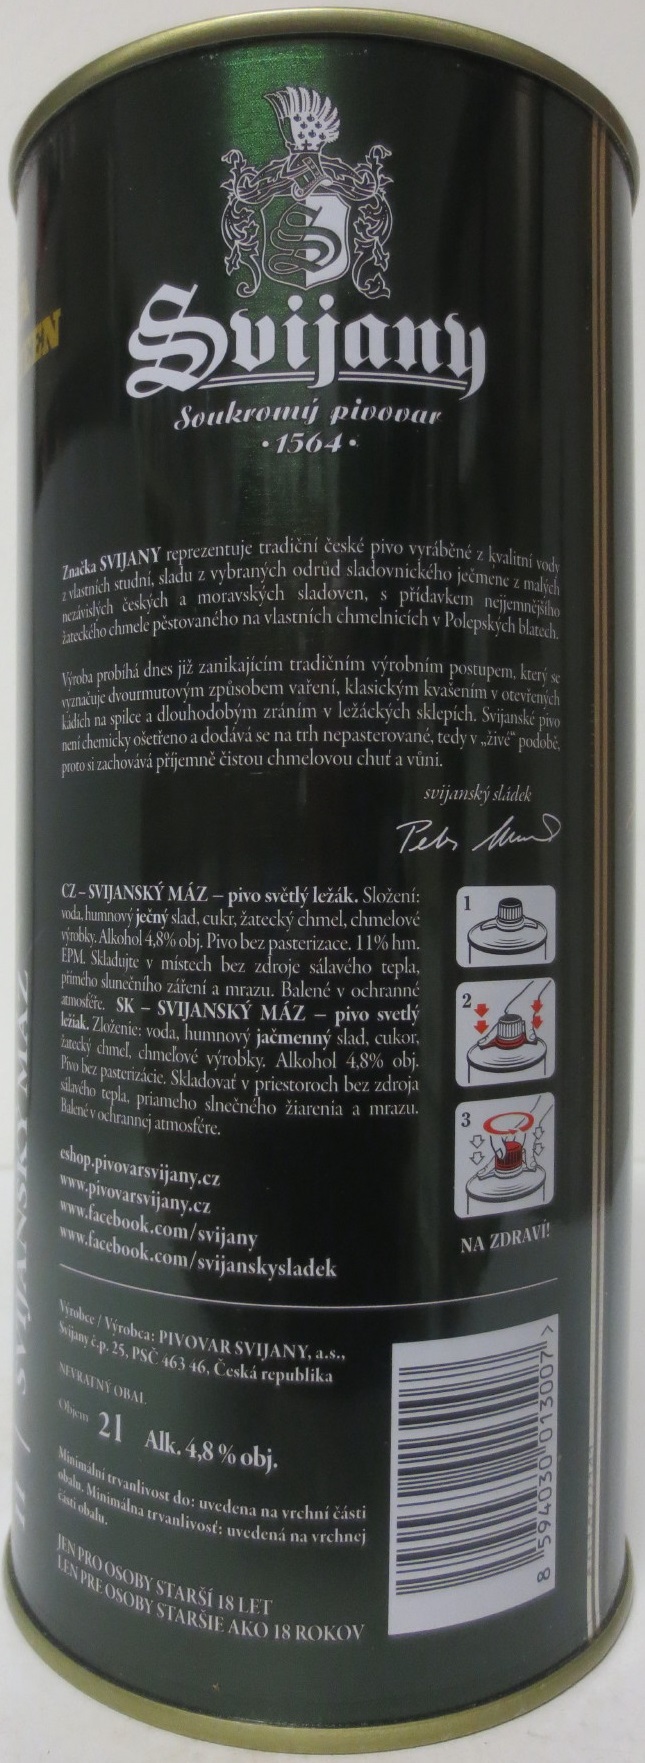 Svijany
Soukromý pivovar
·1564·
EN
Značka SVIJANY reprezentuje tradiční české pivo vyráběné z kvalitní vody
z vlastních studní, sladu z vybraných odrůd sladovnického ječmene z malých
nezávislých českých a moravských sladoven, s přídavkem nejjemnějšího
žateckého chmele pěstovaného na vlastních chmelnicích v Polepských blatech.
Výroba probíhá dnes již zanikajícím tradičním výrobním postupem, který se
vyznačuje dvourmutovým způsobem vaření, klasickým kvašením v otevřených
kádích na spilce a dlouhodobým zráním v ležáckých sklepích. Svijanské pivo
není chemicky ošetřeno a dodává se na trh nepasterované, tedy v „živé“ podobě,
proto si zachovává příjemně čistou chmelovou chuť a vůni.
svijanský sládek
CZ – SVIJANSKÝ MÁZ – pivo světlý ležák. Složení:
voda, humnový ječný slad, cukr, žatecký chmel, chmelové
výrobky. Alkohol 4,8% obj. Pivo bez pasterizace. 11% hm.
EPM. Skladujte v místech bez zdroje sálavého tepla,
přímého slunečního záření a mrazu. Balené v ochranné
atmosféře. SK – SVIJANSKÝ MÁZ – pivo svetlý
ležiak. Zloženie: voda, humnový jačmenný slad, cukor,
žatecký chmeľ, chmeľové výrobky. Alkohol 4,8% obj.
Pivo bez pasterizácie. Skladovať v priestoroch bez zdroja
sálavého tepla, priameho slnečného žiarenia a mrazu.
Balené v ochrannej atmosfére.
1
2
3
NA ZDRAVÍ!
eshop.pivovarsvijany.cz
www.pivovarsvijany.cz
www.facebook.com/svijany
www.facebook.com/svijanskysladek
Výrobce / Výrobca: PIVOVAR SVIJANY, a.s.,
Svijany č.p. 25, PSČ 463 46, Česká republika
NEVRATNÝ OBAL
Objem 2l Alk. 4,8 % obj.
Minimální trvanlivost do: uvedena na vrchní části
obalu. Minimálna trvanlivosť: uvedená na vrchnej
časti obalu.
JEN PRO OSOBY STARŠÍ 18 LET
LEN PRE OSOBY STARŠIE AKO 18 ROKOV
8 594030 013007 >
SVIJANSKÝ MÁZ